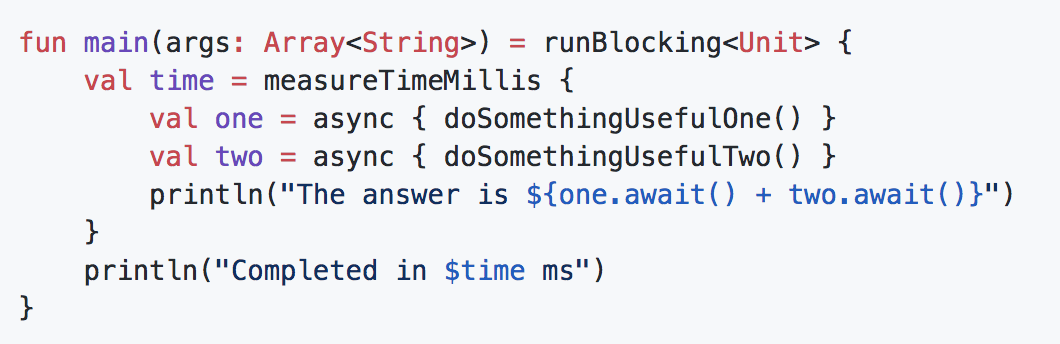 fun main(args: Array<String>) = runBlocking<Unit> {
    val time = measureTimeMillis {
        val one = async { doSomethingUsefulOne() }
        val two = async { doSomethingUsefulTwo() }
        println("The answer is ${one.await() + two.await()}")
    }
    println("Completed in $time ms")
}